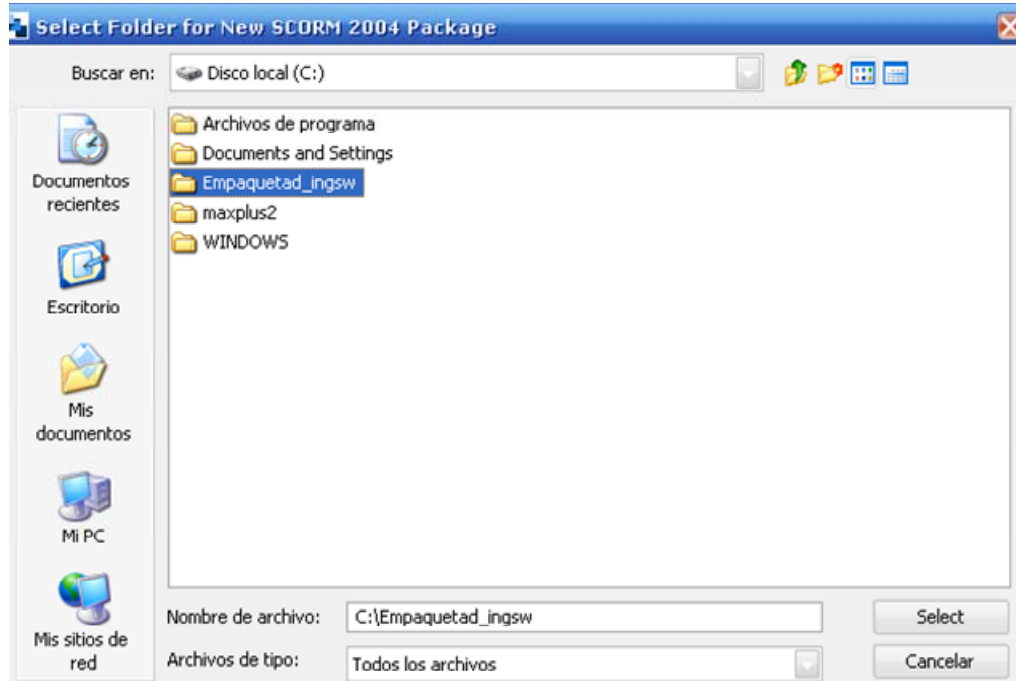 Select Folder for New SCORM 2004 Package
Buscar en:
Disco local (C:)
Archivos de programa
Documents and Settings
Empaquetad_ingsw
maxplus2
WINDOWS
Documentos
recientes
Escritorio
Mis
documentos
Mi PC
Mis sitios de
red
Nombre de archivo:
C:\Empaquetad_ingsw
Select
Archivos de tipo:
Todos los archivos
Cancelar